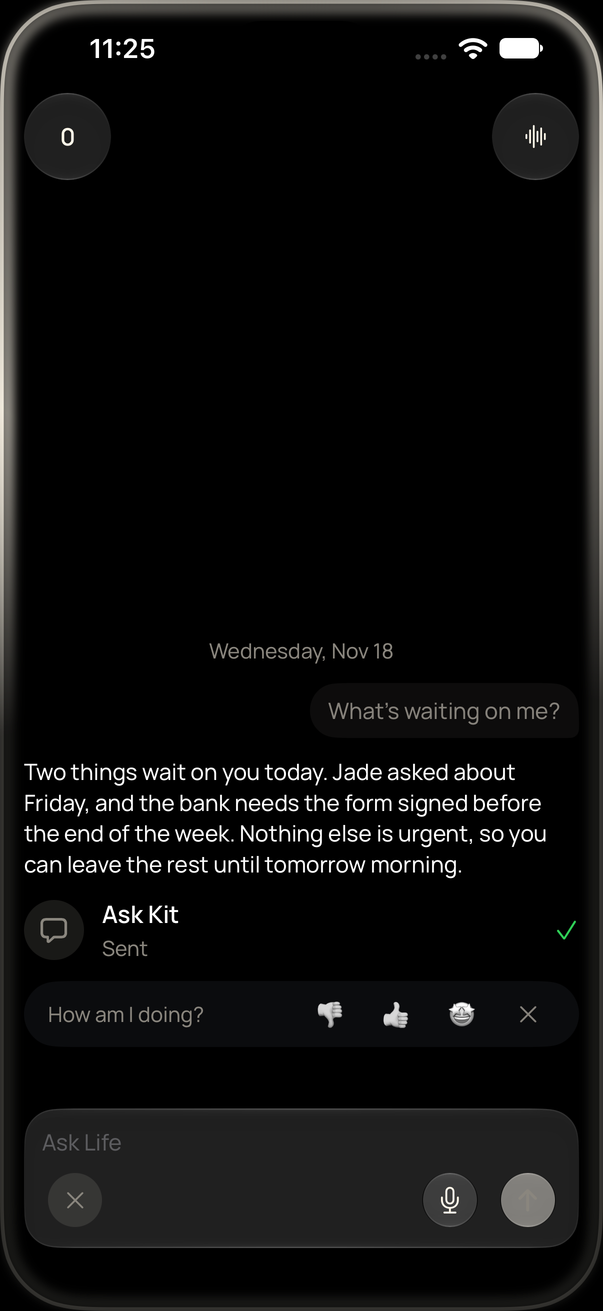 11:25
0
Wednesday, Nov 18
What's waiting on me?
Two things wait on you today. Jade asked about
Friday, and the bank needs the form signed before
the end of the week. Nothing else is urgent, so you
can leave the rest until tomorrow morning.
Ask Kit
Sent
How am I doing?
Ask Life